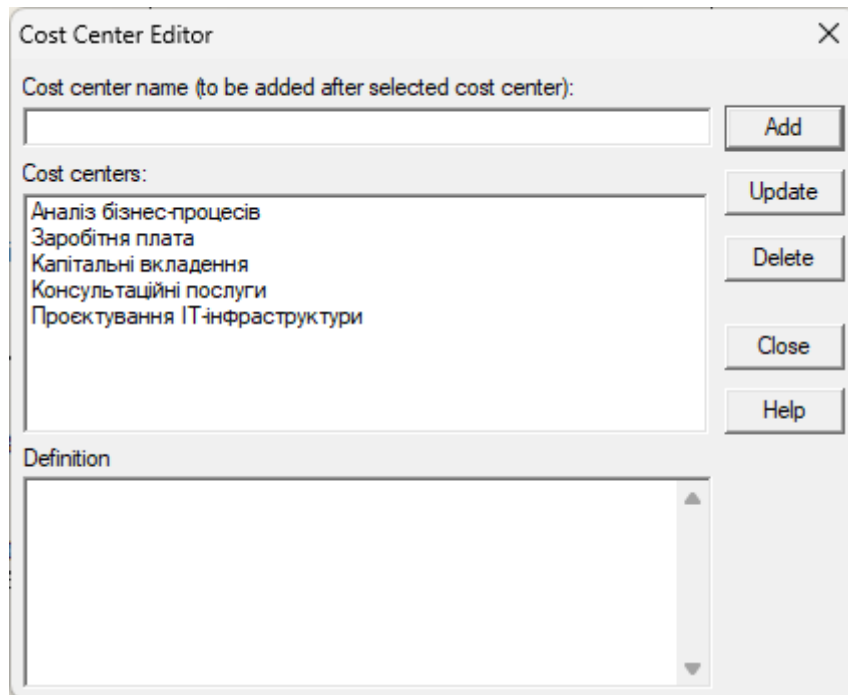 Cost Center Editor
Cost center name (to be added after selected cost center):
Add
Cost centers:
Update
Аналіз бізнес-процесів
Заробітня плата
Капітальні вкладення
Консультаційні послуги
Проєктування ІТ-інфраструктури
Delete
Close
Help
Definition